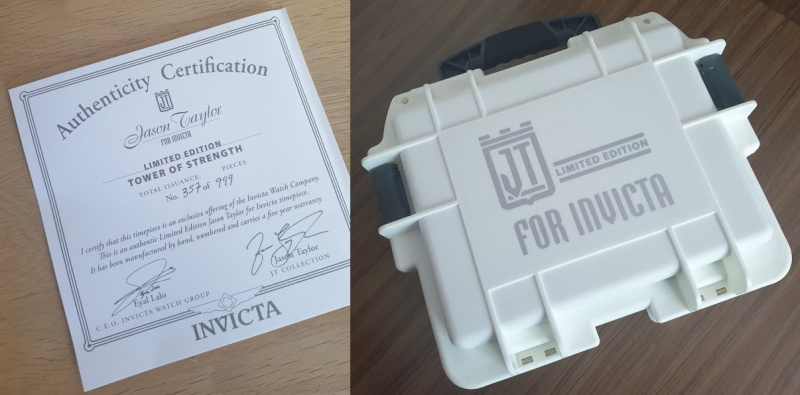 Authenticity Certification
JT
Jason Taylor
FOR INVICTA
LIMITED EDITION
TOWER OF STRENGTH
TOTAL ISSUANCE: PIECES
No. 357 of 999
I certify that this timepiece is an exclusive offering of the Invicta Watch Company.
This is an authentic Limited Edition Jason Taylor for Invicta timepiece.
It has been manufactured by hand, numbered and carries a five year warranty.
Eyal Lalo
C.E.O. INVICTA WATCH GROUP
Jason Taylor
JT COLLECTION
INVICTA
JT
LIMITED EDITION
FOR INVICTA